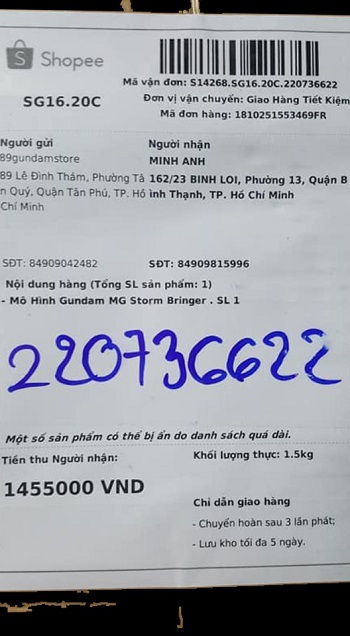 Shopee
Mã vận đơn: S14268.SG16.20C.220736622
SG16.20C
Đơn vị vận chuyển: Giao Hàng Tiết Kiệm
Mã đơn hàng: 1810251553469FR
Người gửi
89gundamstore
89 Lê Đình Thám, Phường Tâ
n Quý, Quận Tân Phú, TP. Hồ
Chí Minh
Người nhận
MINH ANH
162/23 BINH LOI, Phường 13, Quận B
ình Thạnh, TP. Hồ Chí Minh
SĐT: 84909042482
SĐT: 84909815996
Nội dung hàng (Tổng SL sản phẩm: 1)
- Mô Hình Gundam MG Storm Bringer . SL 1
220736622
Một số sản phẩm có thể bị ẩn do danh sách quá dài.
Tiền thu Người nhận:
1455000 VND
Khối lượng thực: 1.5kg
Chỉ dẫn giao hàng
- Chuyển hoàn sau 3 lần phát;
- Lưu kho tối đa 5 ngày.